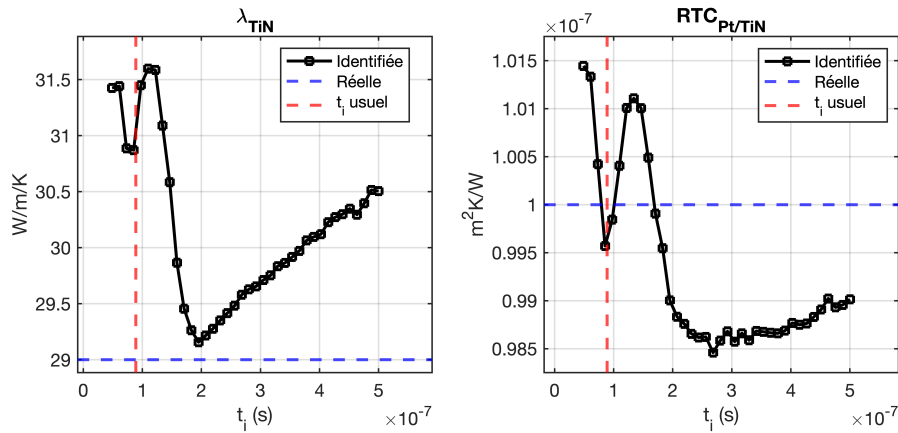 λTiN
31.5
31
30.5
30
29.5
29
W/m/K
0 1 2 3 4 5
ti (s)
×10-7
Identifiée
Réelle
ti usuel
RTCPt/TiN
×10-7
1.015
1.01
1.005
1
0.995
0.99
0.985
m2K/W
0 1 2 3 4 5
ti (s)
×10-7
Identifiée
Réelle
ti usuel